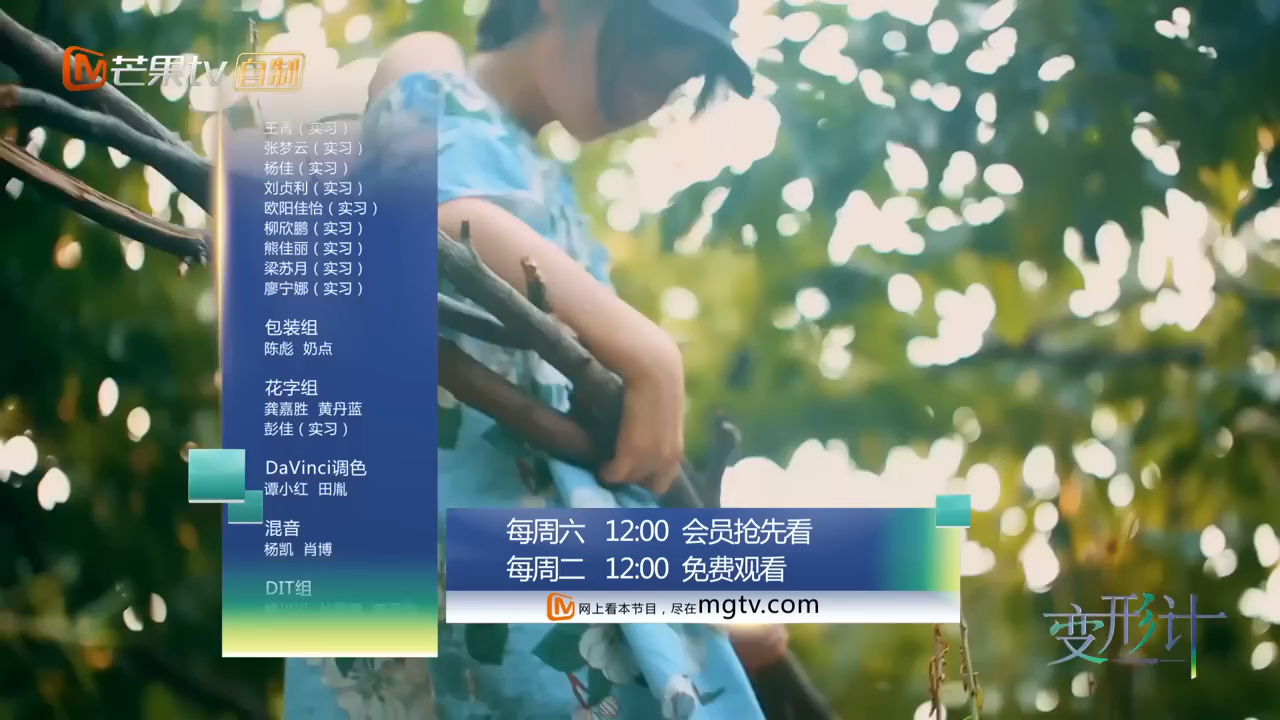 芒果tv 自制
王青（实习）
张梦云（实习）
杨佳（实习）
刘贞利（实习）
欧阳佳怡（实习）
柳欣鹏（实习）
熊佳丽（实习）
梁苏月（实习）
廖宁娜（实习）
包装组
陈彪 奶点
花字组
龚嘉胜 黄丹蓝
彭佳（实习）
DaVinci调色
谭小红 田胤
混音
杨凯 肖博
DIT组
每周六 12:00 会员抢先看
每周二 12:00 免费观看
网上看本节目，尽在mgtv.com
变形计